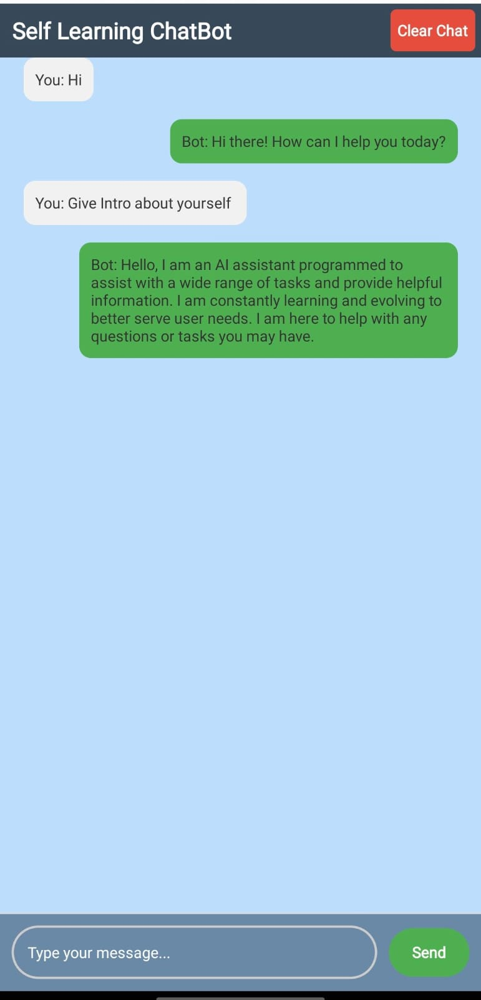 Self Learning ChatBot
Clear Chat
You: Hi
Bot: Hi there! How can I help you today?
You: Give Intro about yourself
Bot: Hello, I am an AI assistant programmed to
assist with a wide range of tasks and provide helpful
information. I am constantly learning and evolving to
better serve user needs. I am here to help with any
questions or tasks you may have.
Type your message...
Send